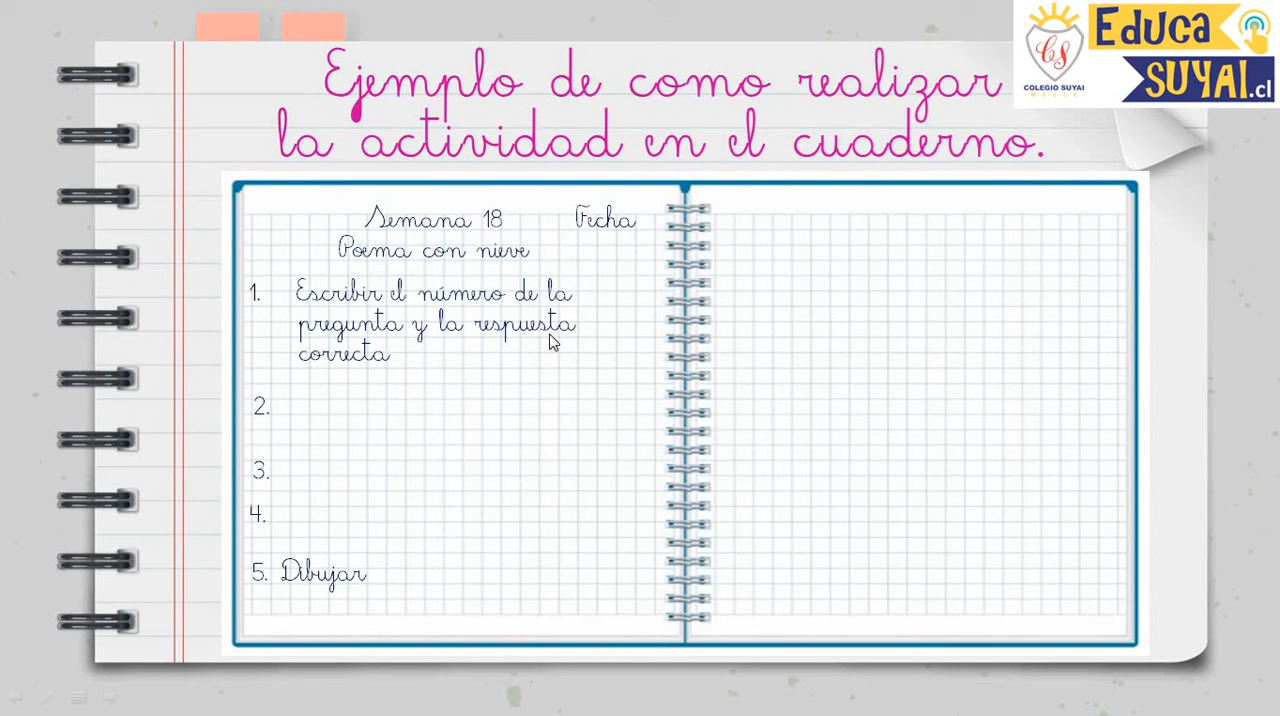 Ejemplo de como realizar
la actividad en el cuaderno.
CS
COLEGIO SUYAI
Educa
SUYAI.cl
Semana 18 Fecha
Poema con nieve
1. Escribir el número de la
pregunta y la respuesta
correcta
2.
3.
4.
5. Dibujar